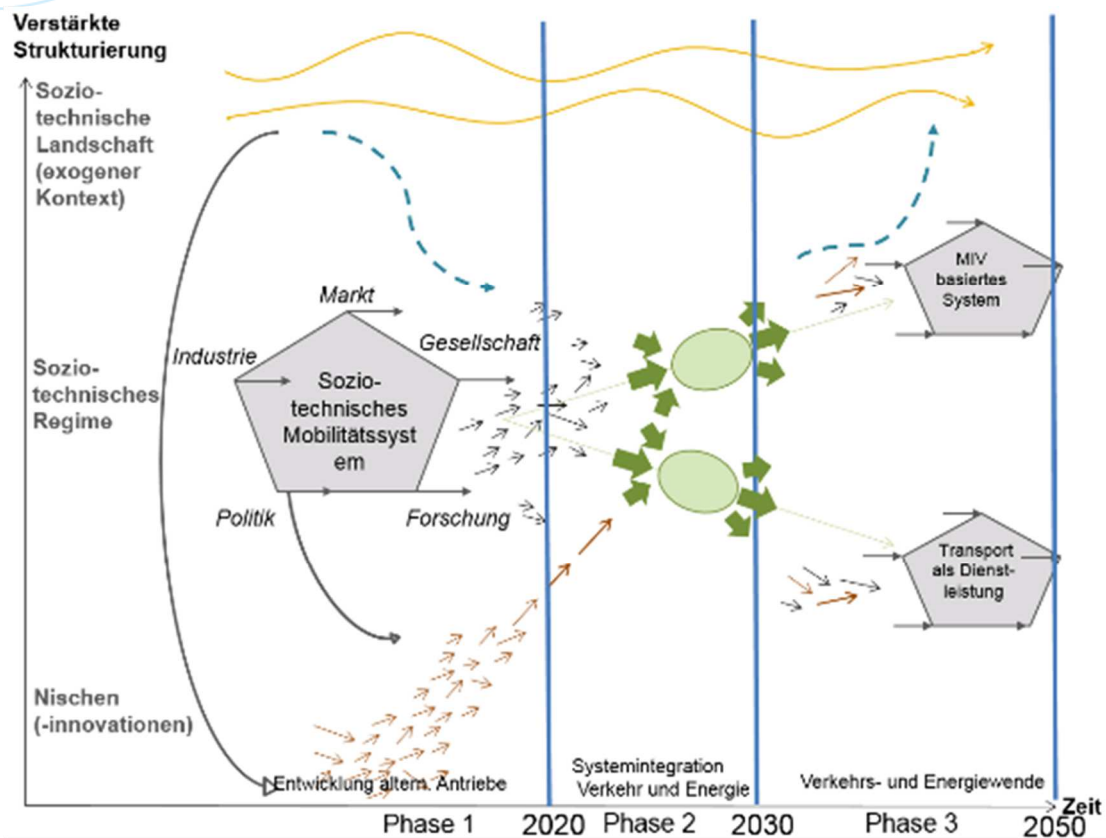 Verstärkte
Strukturierung
Sozio-
technische
Landschaft
(exogener
Kontext)
Markt
Industrie
Gesellschaft
Sozio-
technisches
Mobilitätssyst
em
Sozio-
technisches
Regime
Politik
Forschung
MIV
basiertes
System
Transport
als Dienst-
leistung
Nischen
(-innovationen)
Entwicklung altern. Antriebe
Systemintegration
Verkehr und Energie
Verkehrs- und Energiewende
Zeit
Phase 1
2020
Phase 2
2030
Phase 3
2050